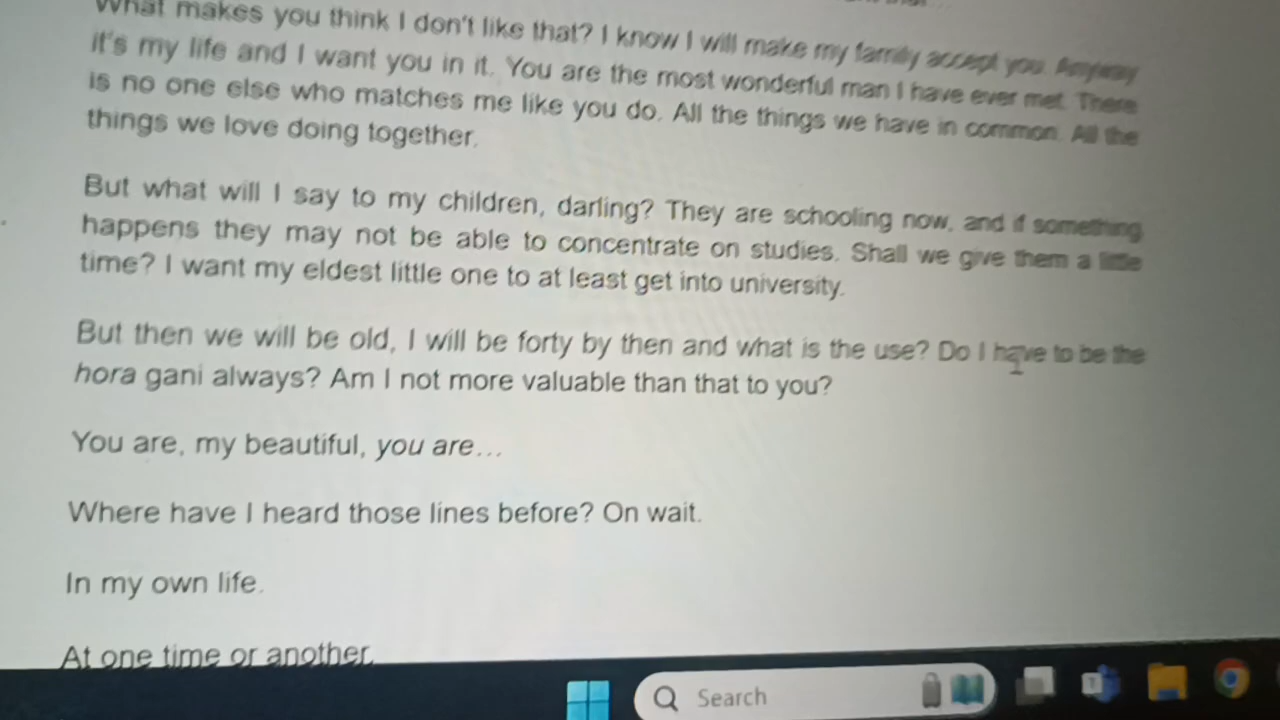 What makes you think I don't like that? I know I will make my family accept you. Anyway
it's my life and I want you in it. You are the most wonderful man I have ever met. There
is no one else who matches me like you do. All the things we have in common. All the
things we love doing together.
But what will I say to my children, darling? They are schooling now, and if something
happens they may not be able to concentrate on studies. Shall we give them a little
time? I want my eldest little one to at least get into university.
But then we will be old, I will be forty by then and what is the use? Do I have to be the
hora gani always? Am I not more valuable than that to you?
You are, my beautiful, you are...
Where have I heard those lines before? On wait.
In my own life.
At one time or another.
Search